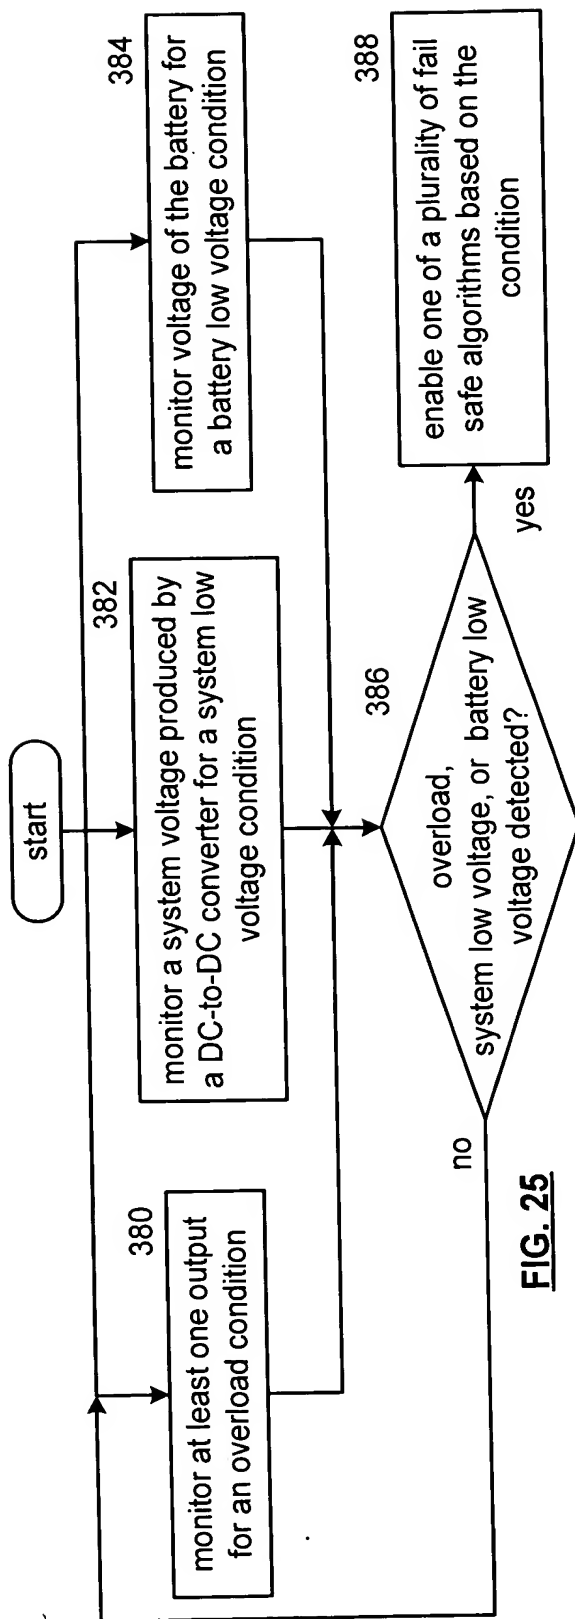 start
380
monitor at least one output
for an overload condition
382
monitor a system voltage produced by
a DC-to-DC converter for a system low
voltage condition
384
monitor voltage of the battery for
a battery low voltage condition
386
overload,
system low voltage, or battery low
voltage detected?
no
yes
388
enable one of a plurality of fail
safe algorithms based on the
condition
FIG. 25